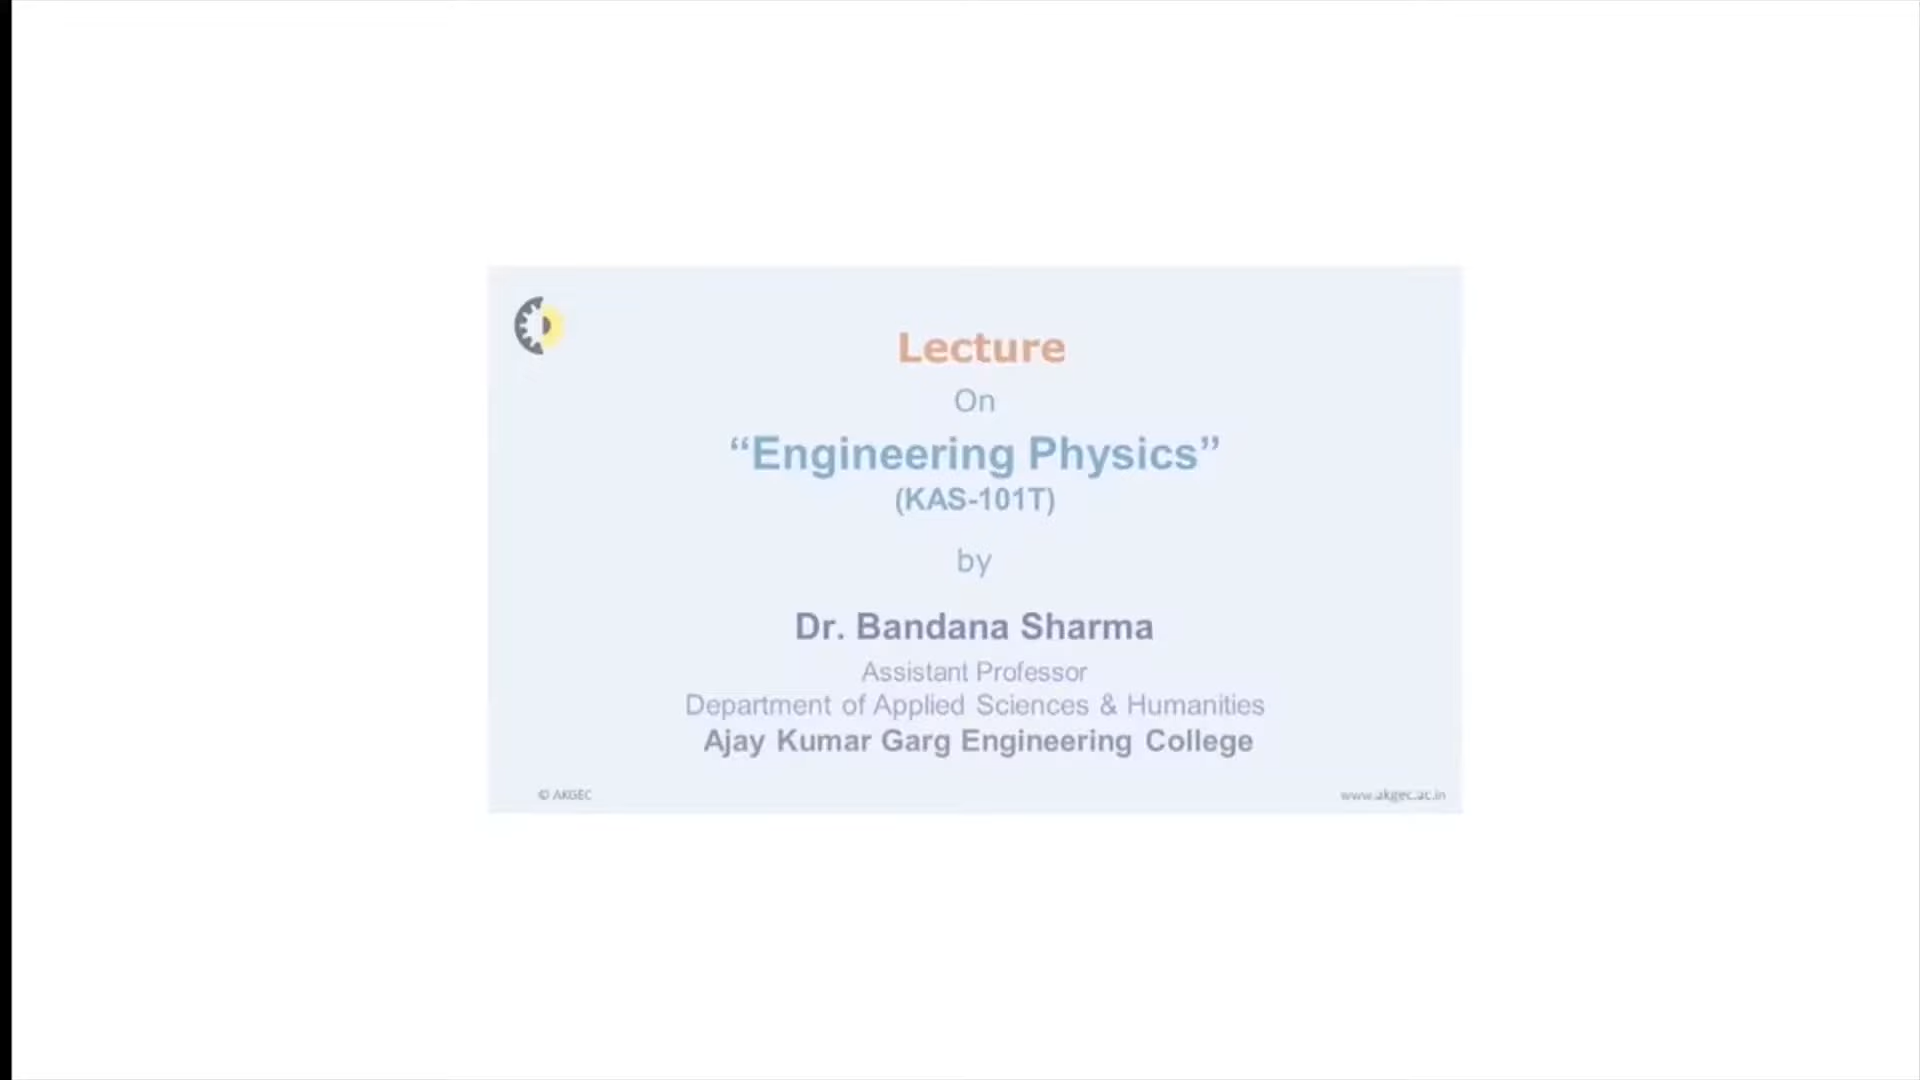 Lecture
On
“Engineering Physics”
(KAS-101T)
by
Dr. Bandana Sharma
Assistant Professor
Department of Applied Sciences & Humanities
Ajay Kumar Garg Engineering College
© AKGEC
www.akgec.ac.in